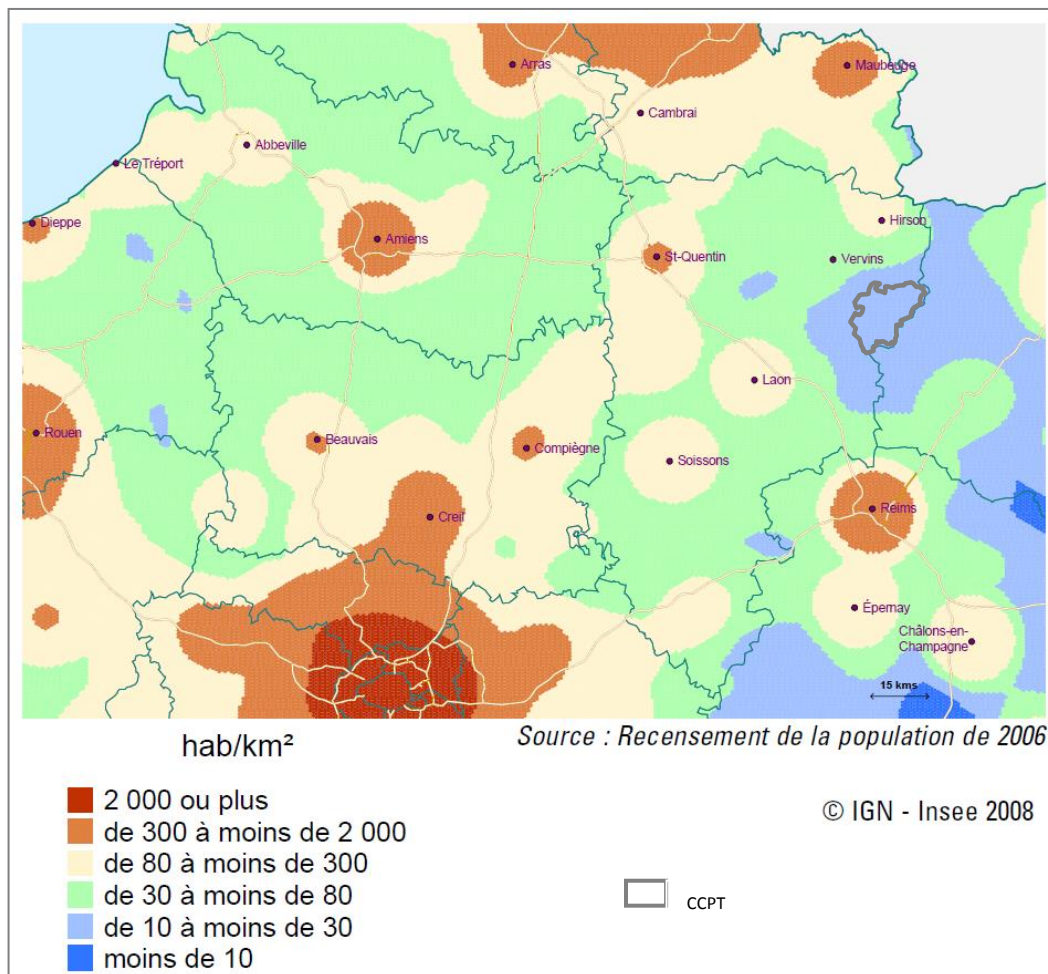 Arras
Maubeuge
Cambrai
Abbeville
Le Tréport
Dieppe
Hirson
Amiens
St-Quentin
Vervins
Laon
Rouen
Beauvais
Compiègne
Soissons
Creil
Reims
Épernay
Châlons-en-
Champagne
15 kms
hab/km²
Source : Recensement de la population de 2006
2 000 ou plus
de 300 à moins de 2 000
de 80 à moins de 300
de 30 à moins de 80
de 10 à moins de 30
moins de 10
© IGN - Insee 2008
CCPT